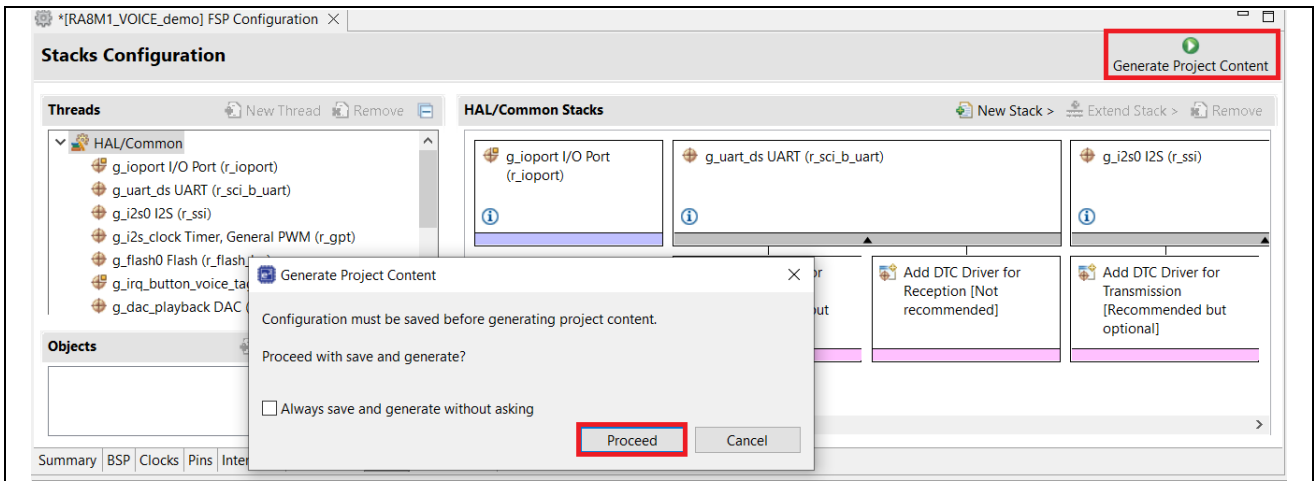 *[RA8M1_VOICE_demo] FSP Configuration
Stacks Configuration
Generate Project Content
Threads
New Thread
Remove
HAL/Common Stacks
New Stack >
Extend Stack >
Remove
HAL/Common
g_ioport I/O Port (r_ioport)
g_uart_ds UART (r_sci_b_uart)
g_i2s0 I2S (r_ssi)
g_i2s_clock Timer, General PWM (r_gpt)
g_flash0 Flash (r_flash_
g_irq_button_voice_ta
g_dac_playback DAC (
Objects
g_ioport I/O Port
(r_ioport)
g_uart_ds UART (r_sci_b_uart)
g_i2s0 I2S (r_ssi)
Add DTC Driver for
Reception [Not
recommended]
Add DTC Driver for
Transmission
[Recommended but
optional]
Generate Project Content
Configuration must be saved before generating project content.
Proceed with save and generate?
Always save and generate without asking
Proceed
Cancel
Summary
BSP
Clocks
Pins
Inter